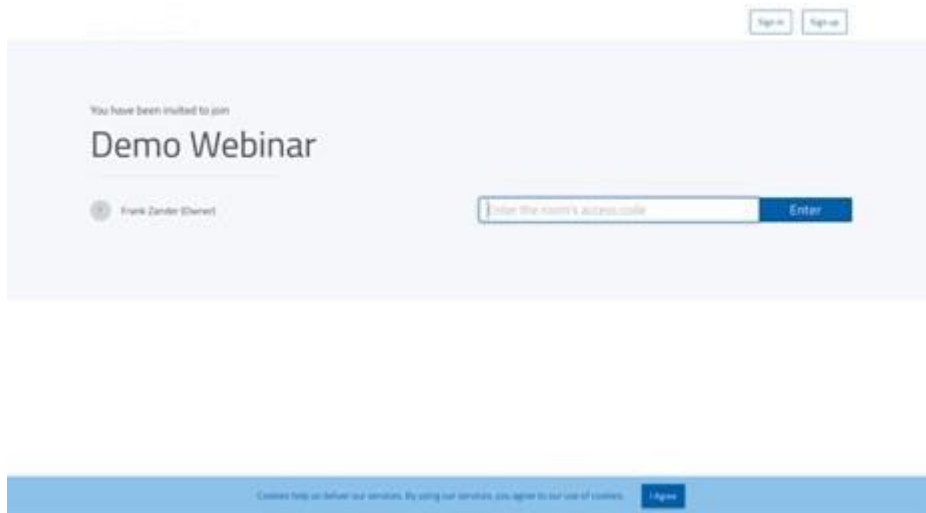 Sign in Sign up
You have been invited to join
Demo Webinar
Frank Zander (Owner)
Enter the room's access code
Enter
Cookies help us deliver our services. By using our services, you agree to our use of cookies.
I Agree